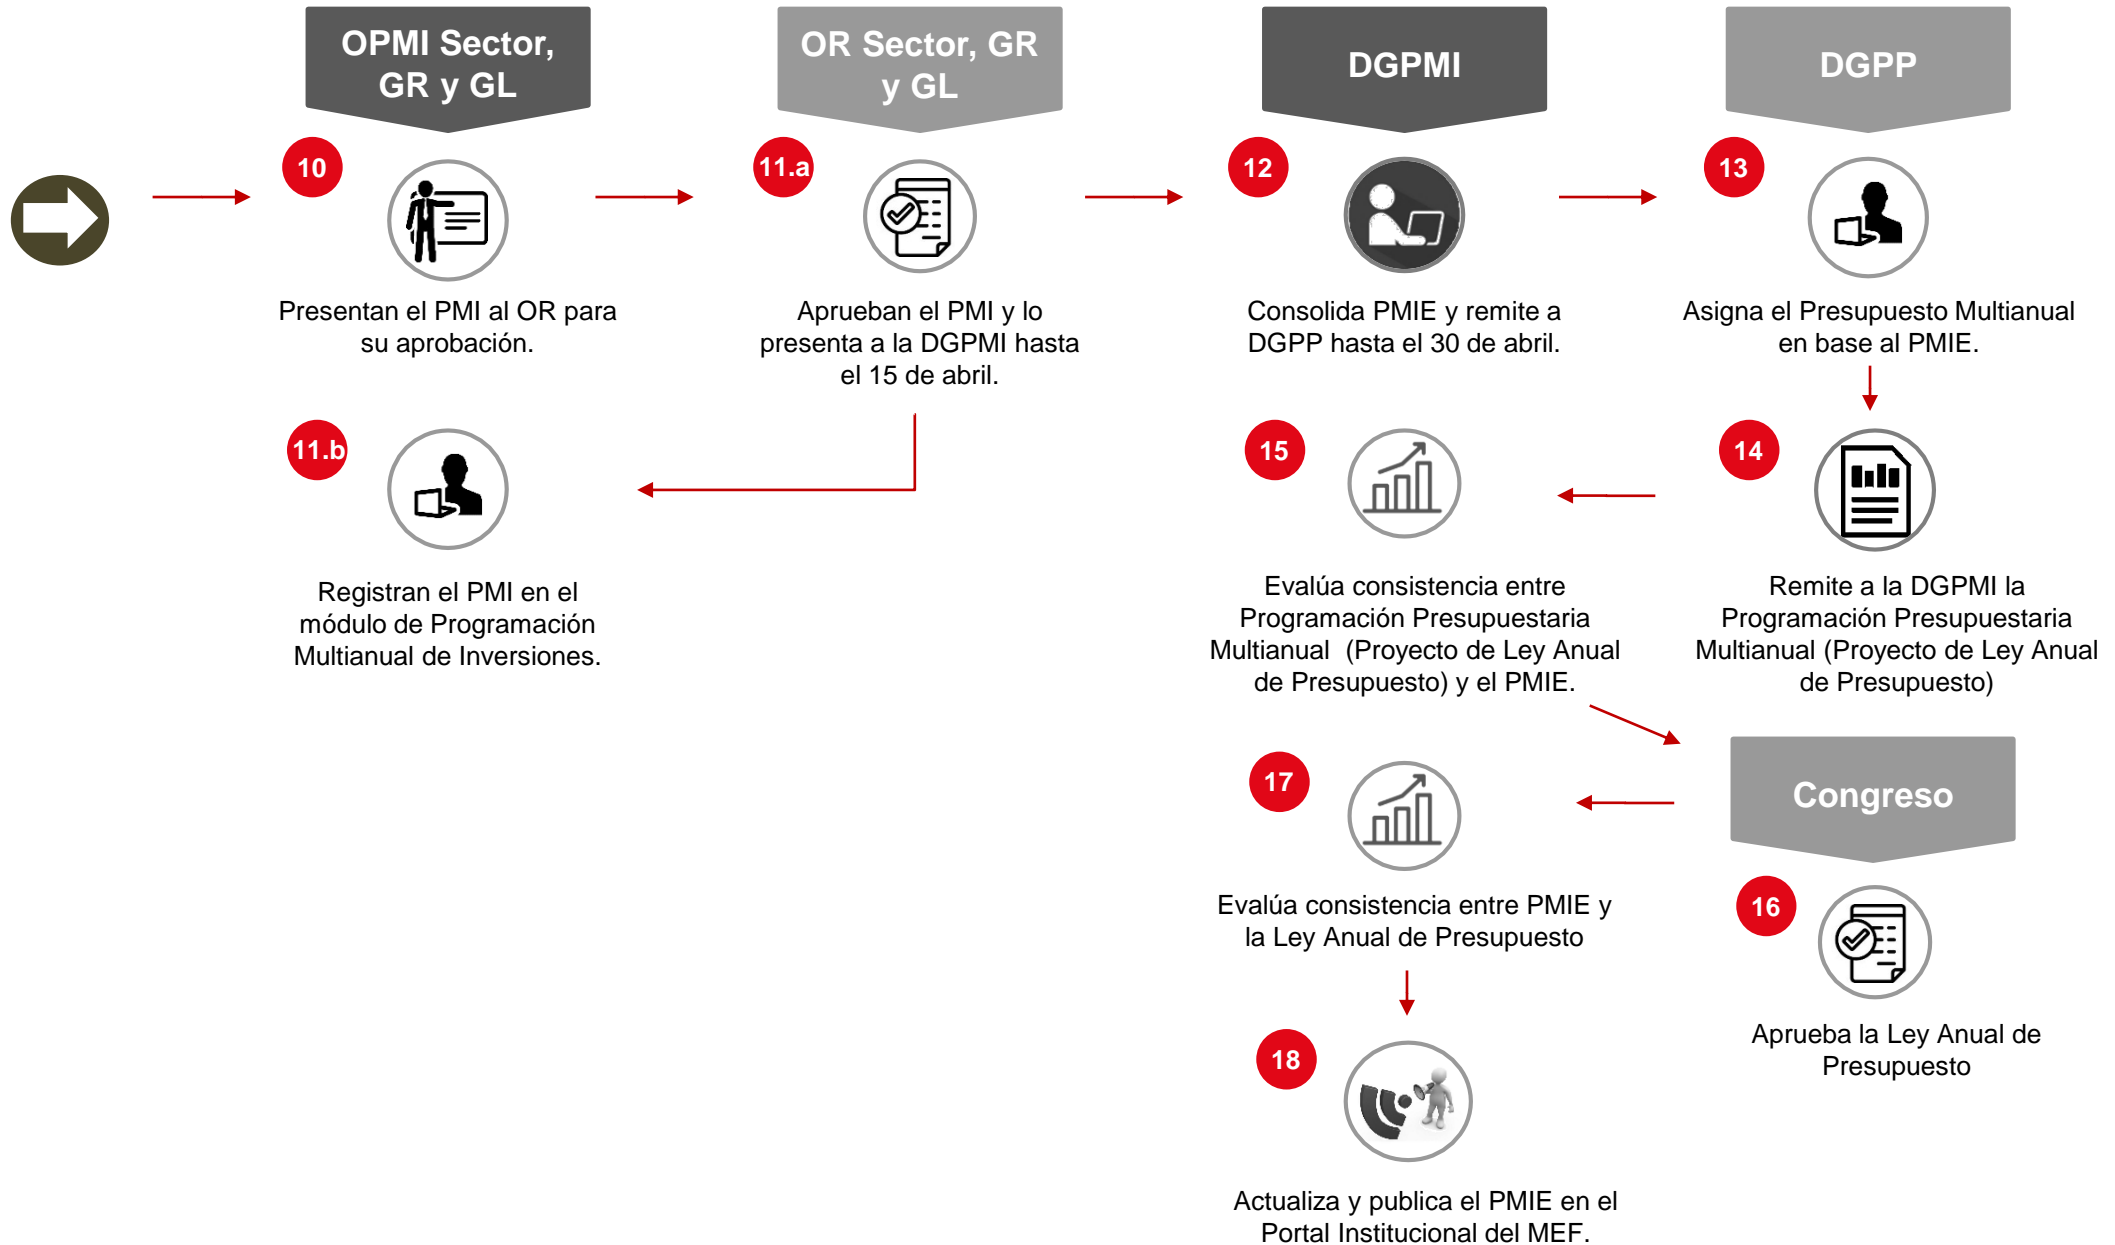 OPMI Sector,
GR y GL
OR Sector, GR
y GL
DGPMI
DGPP
10
Presentan el PMI al OR para
su aprobación.
11.a
Aprueban el PMI y lo
presenta a la DGPMI hasta
el 15 de abril.
12
Consolida PMIE y remite a
DGPP hasta el 30 de abril.
13
Asigna el Presupuesto Multianual
en base al PMIE.
11.b
Registran el PMI en el
módulo de Programación
Multianual de Inversiones.
15
Evalúa consistencia entre
Programación Presupuestaria
Multianual  (Proyecto de Ley Anual
de Presupuesto) y el PMIE.
14
Remite a la DGPMI la
Programación Presupuestaria
Multianual (Proyecto de Ley Anual
de Presupuesto)
Congreso
17
Evalúa consistencia entre PMIE y
la Ley Anual de Presupuesto
16
Aprueba la Ley Anual de
Presupuesto
18
Actualiza y publica el PMIE en el
Portal Institucional del MEF.